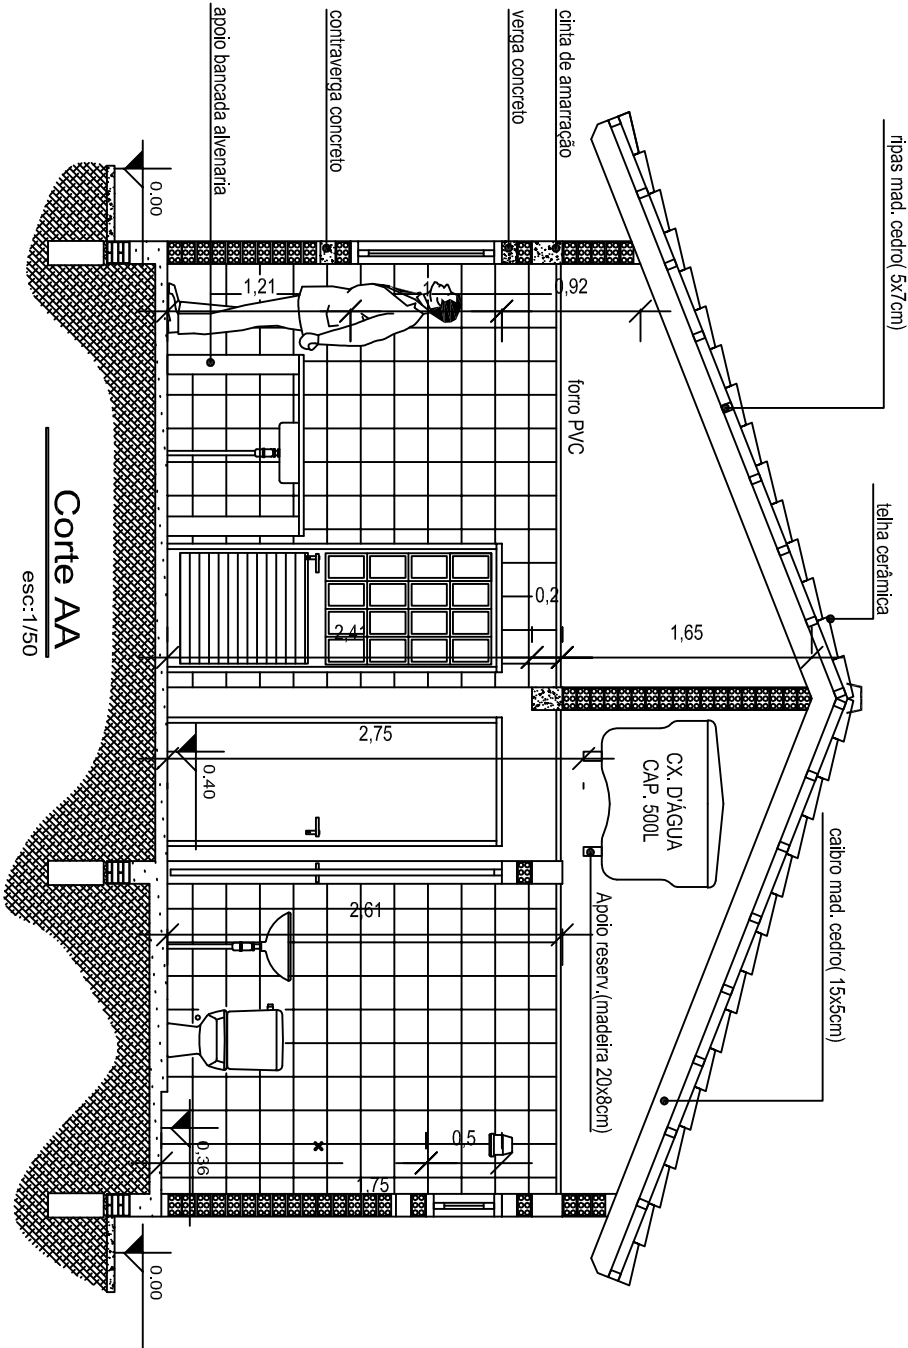 ripas mad. cedro( 5x7cm)
telha cerâmica
caibro mad. cedro( 15x5cm)
cinta de amarração
verga concreto
contraverga concreto
apoio bancada alvenaria
forro PVC
CX. D'ÁGUA
CAP. 500L
Apoio reserv.(madeira 20x8cm)
0,92
1,65
0,2
1
1,21
2,41
2,75
2,61
0,5
1,75
0.40
0,36
0.00
0.00
Corte AA
esc:1/50